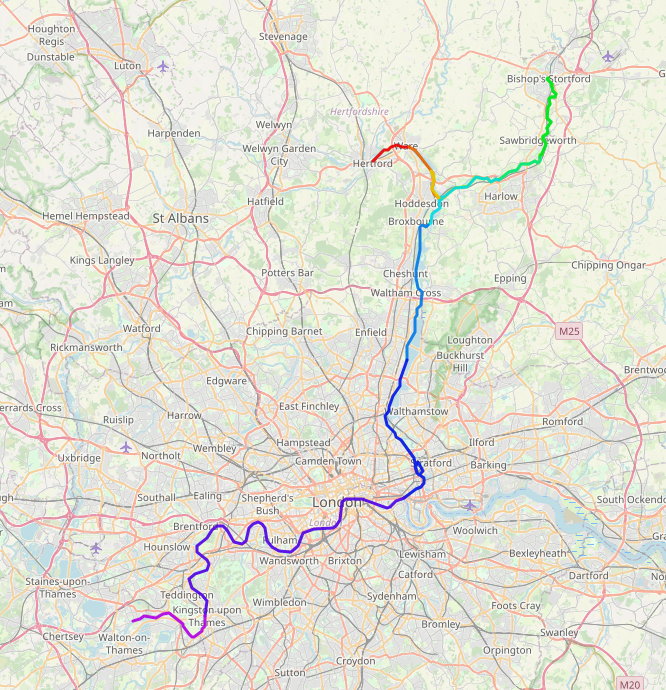 Houghton
Regis
Dunstable
Luton
Stevenage
Bishop's Stortford
Hertfordshire
Harpenden
Welwyn
Welwyn Garden
City
Ware
Hertford
Sawbridgeworth
Hemel Hempstead
St Albans
Hatfield
Hoddesdon
Broxbourne
Harlow
Kings Langley
Potters Bar
Cheshunt
Waltham Cross
Epping
Chipping Ongar
Watford
Chipping Barnet
Enfield
M25
Rickmansworth
Loughton
Buckhurst
Hill
Edgware
Brentwoo
errards Cross
Ruislip
Harrow
East Finchley
Walthamstow
Romford
Uxbridge
Northolt
Wembley
Hampstead
Camden Town
Stratford
Ilford
Barking
Southall
Ealing
Shepherd's
Bush
London
South Ockendo
Brentford
Hounslow
Fulham
Wandsworth
Brixton
Lewisham
Woolwich
Bexleyheath
Catford
Dartford
Staines-upon
Thames
Teddington
Kingston upon
Thames
Wimbledon
Sydenham
Foots Cray
Chertsey
Walton-on-
Thames
Bromley
Swanley
Croydon
Orpington
Sutton
M20